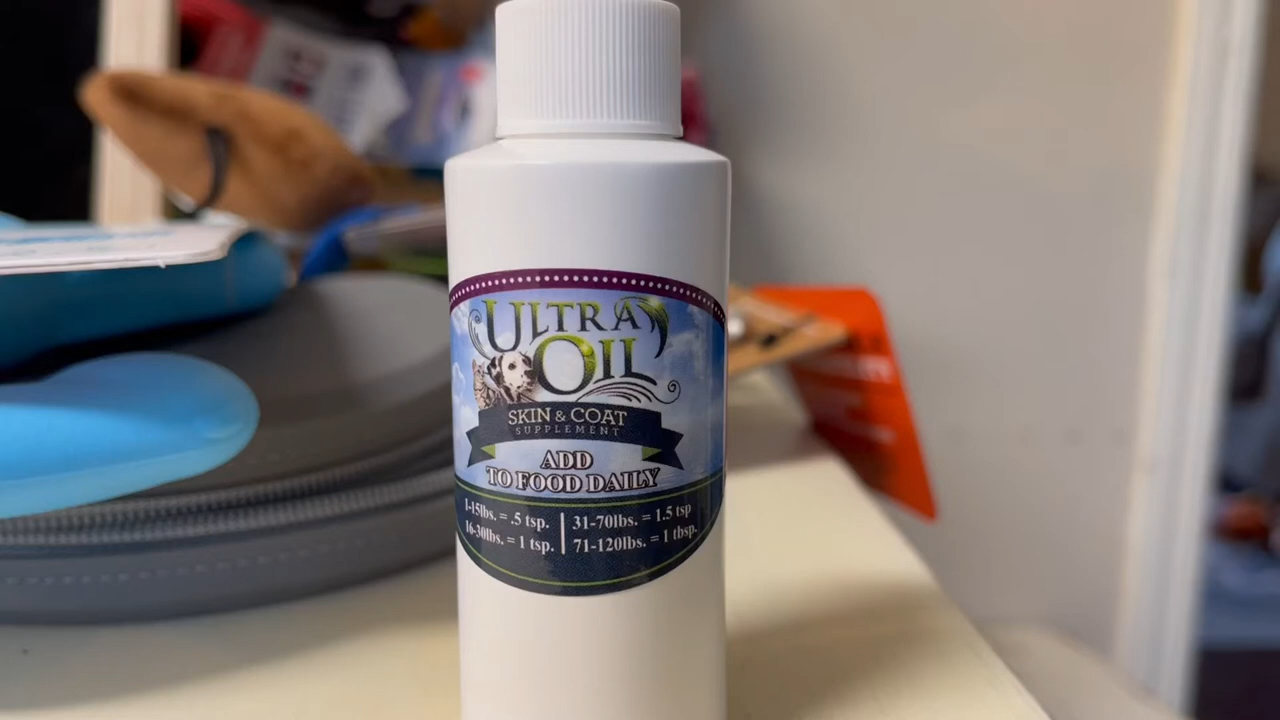 ULTRA
OIL
SKIN & COAT
SUPPLEMENT
ADD
TO FOOD DAILY
1-15lbs. = .5 tsp. 31-70lbs. = 1.5 tsp
16-30lbs. = 1 tsp. 71-120lbs. = 1 tbsp.